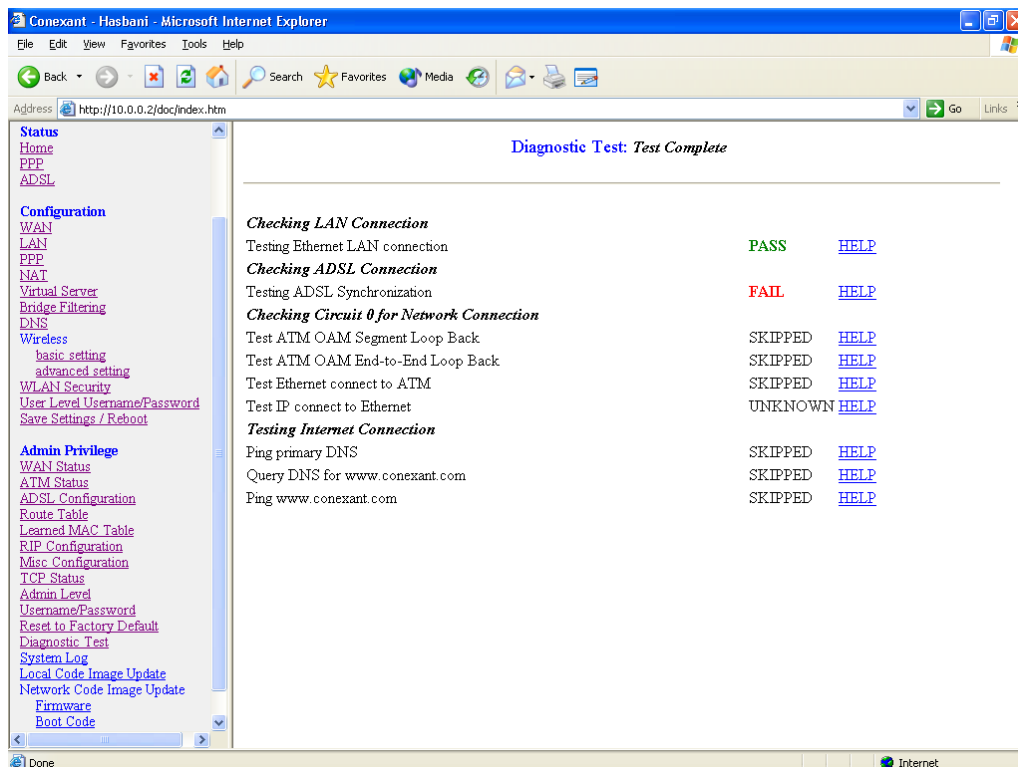 Conexant - Hasbani - Microsoft Internet Explorer
File Edit View Favorites Tools Help
Back Search Favorites Media
Address http://10.0.0.2/doc/index.htm Go Links
Status
Home
PPP
ADSL
Configuration
WAN
LAN
PPP
NAT
Virtual Server
Bridge Filtering
DNS
Wireless
basic setting
advanced setting
WLAN Security
User Level Username/Password
Save Settings / Reboot
Admin Privilege
WAN Status
ATM Status
ADSL Configuration
Route Table
Learned MAC Table
RIP Configuration
Misc Configuration
TCP Status
Admin Level
Username/Password
Reset to Factory Default
Diagnostic Test
System Log
Local Code Image Update
Network Code Image Update
Firmware
Boot Code
Diagnostic Test: Test Complete
Checking LAN Connection
Testing Ethernet LAN connection PASS HELP
Checking ADSL Connection
Testing ADSL Synchronization FAIL HELP
Checking Circuit 0 for Network Connection
Test ATM OAM Segment Loop Back SKIPPED HELP
Test ATM OAM End-to-End Loop Back SKIPPED HELP
Test Ethernet connect to ATM SKIPPED HELP
Test IP connect to Ethernet UNKNOWN HELP
Testing Internet Connection
Ping primary DNS SKIPPED HELP
Query DNS for www.conexant.com SKIPPED HELP
Ping www.conexant.com SKIPPED HELP
Done Internet